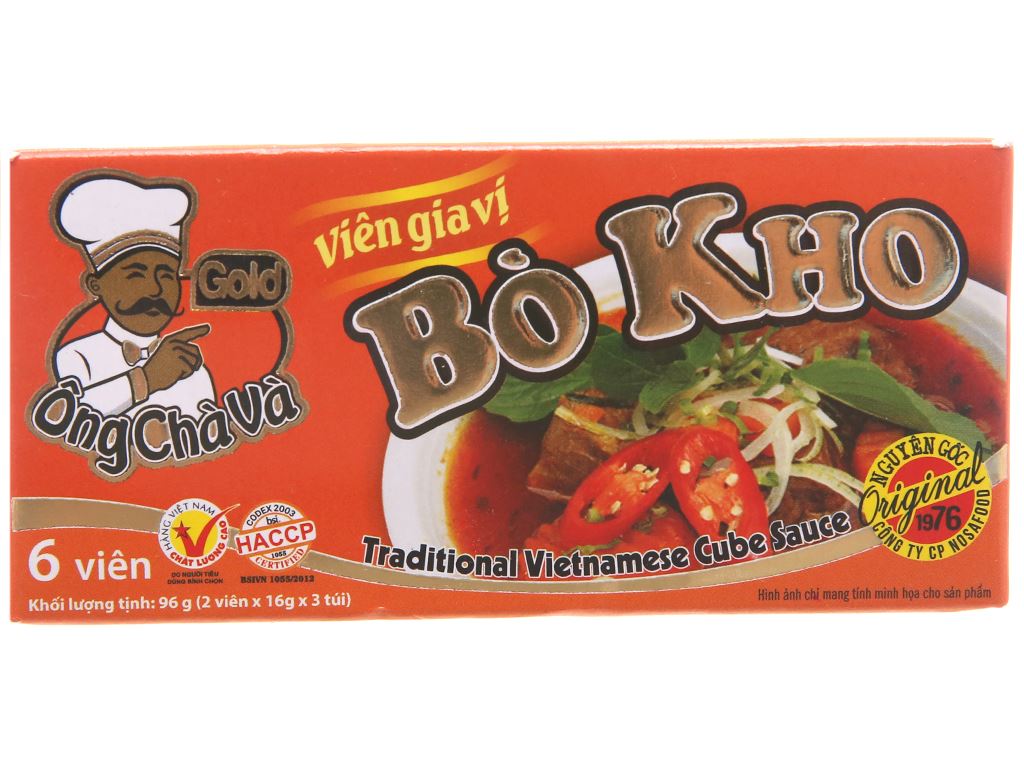 Viên gia vị
BÒ KHO
Gold
Ông Chà Và
Traditional Vietnamese Cube Sauce
NGUYÊN GỐC
Original
1976
CÔNG TY CP NOSAFOOD
HÀNG VIỆT NAM
CHẤT LƯỢNG CAO
DO NGƯỜI TIÊU
DÙNG BÌNH CHỌN
CODEX 2003
bsi.
HACCP
1055
CERTIFIED
BSIVN 1055/2012
6 viên
Khối lượng tịnh: 96 g (2 viên x 16g x 3 túi)
Hình ảnh chỉ mang tính minh họa cho sản phẩm